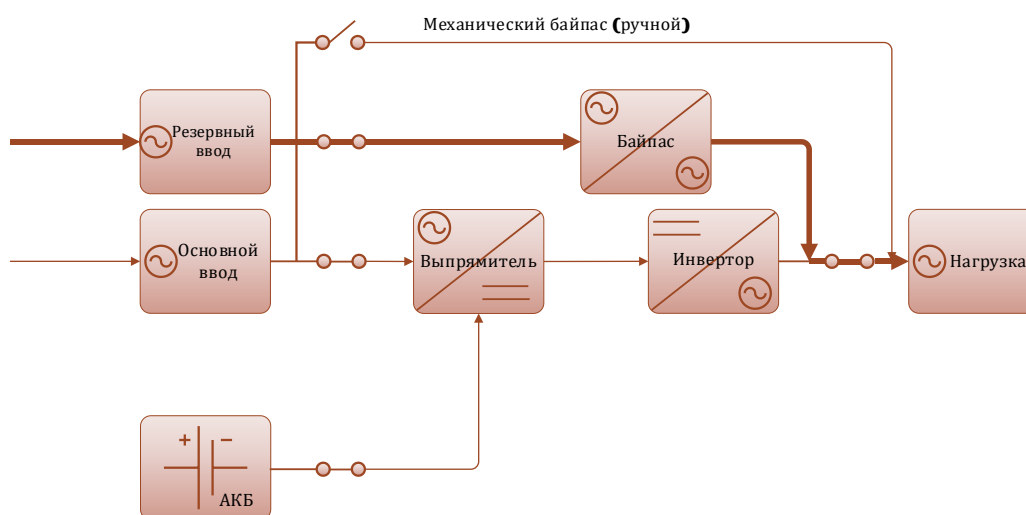 Механический байпас (ручной)
Резервный
ввод
Байпас
Основной
ввод
Выпрямитель
Инвертор
Нагрузка
+ −
АКБ